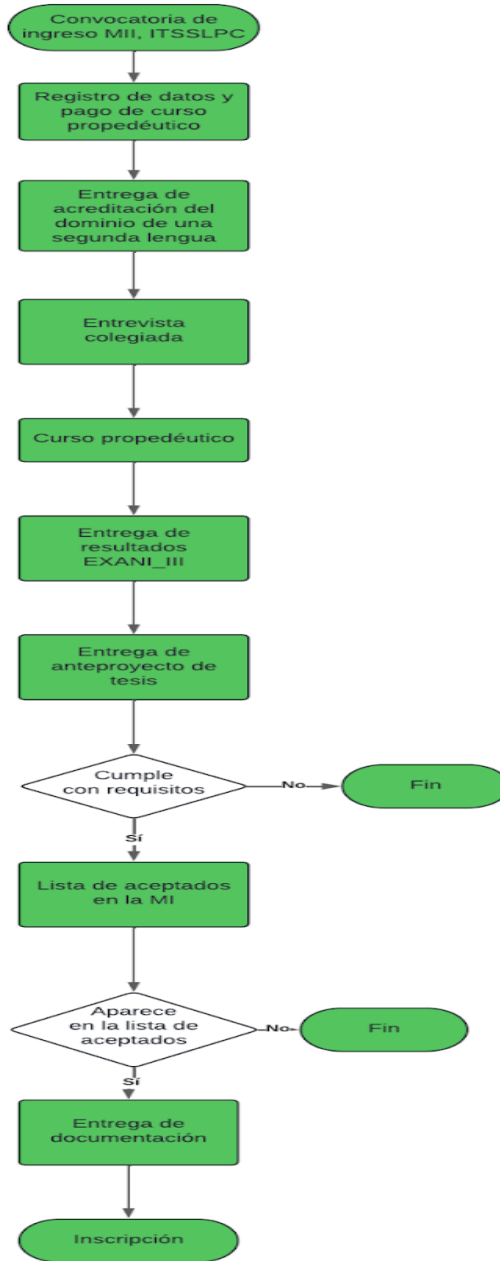 Convocatoria de
ingreso MII, ITSSLPC
Registro de datos y
pago de curso
propedéutico
Entrega de
acreditación del
dominio de una
segunda lengua
Entrevista
colegiada
Curso propedéutico
Entrega de
resultados
EXANI_III
Entrega de
anteproyecto de
tesis
Cumple
con requisitos
No
Fin
Sí
Lista de aceptados
en la MI
Aparece
en la lista de
aceptados
No
Fin
Sí
Entrega de
documentación
Inscripción